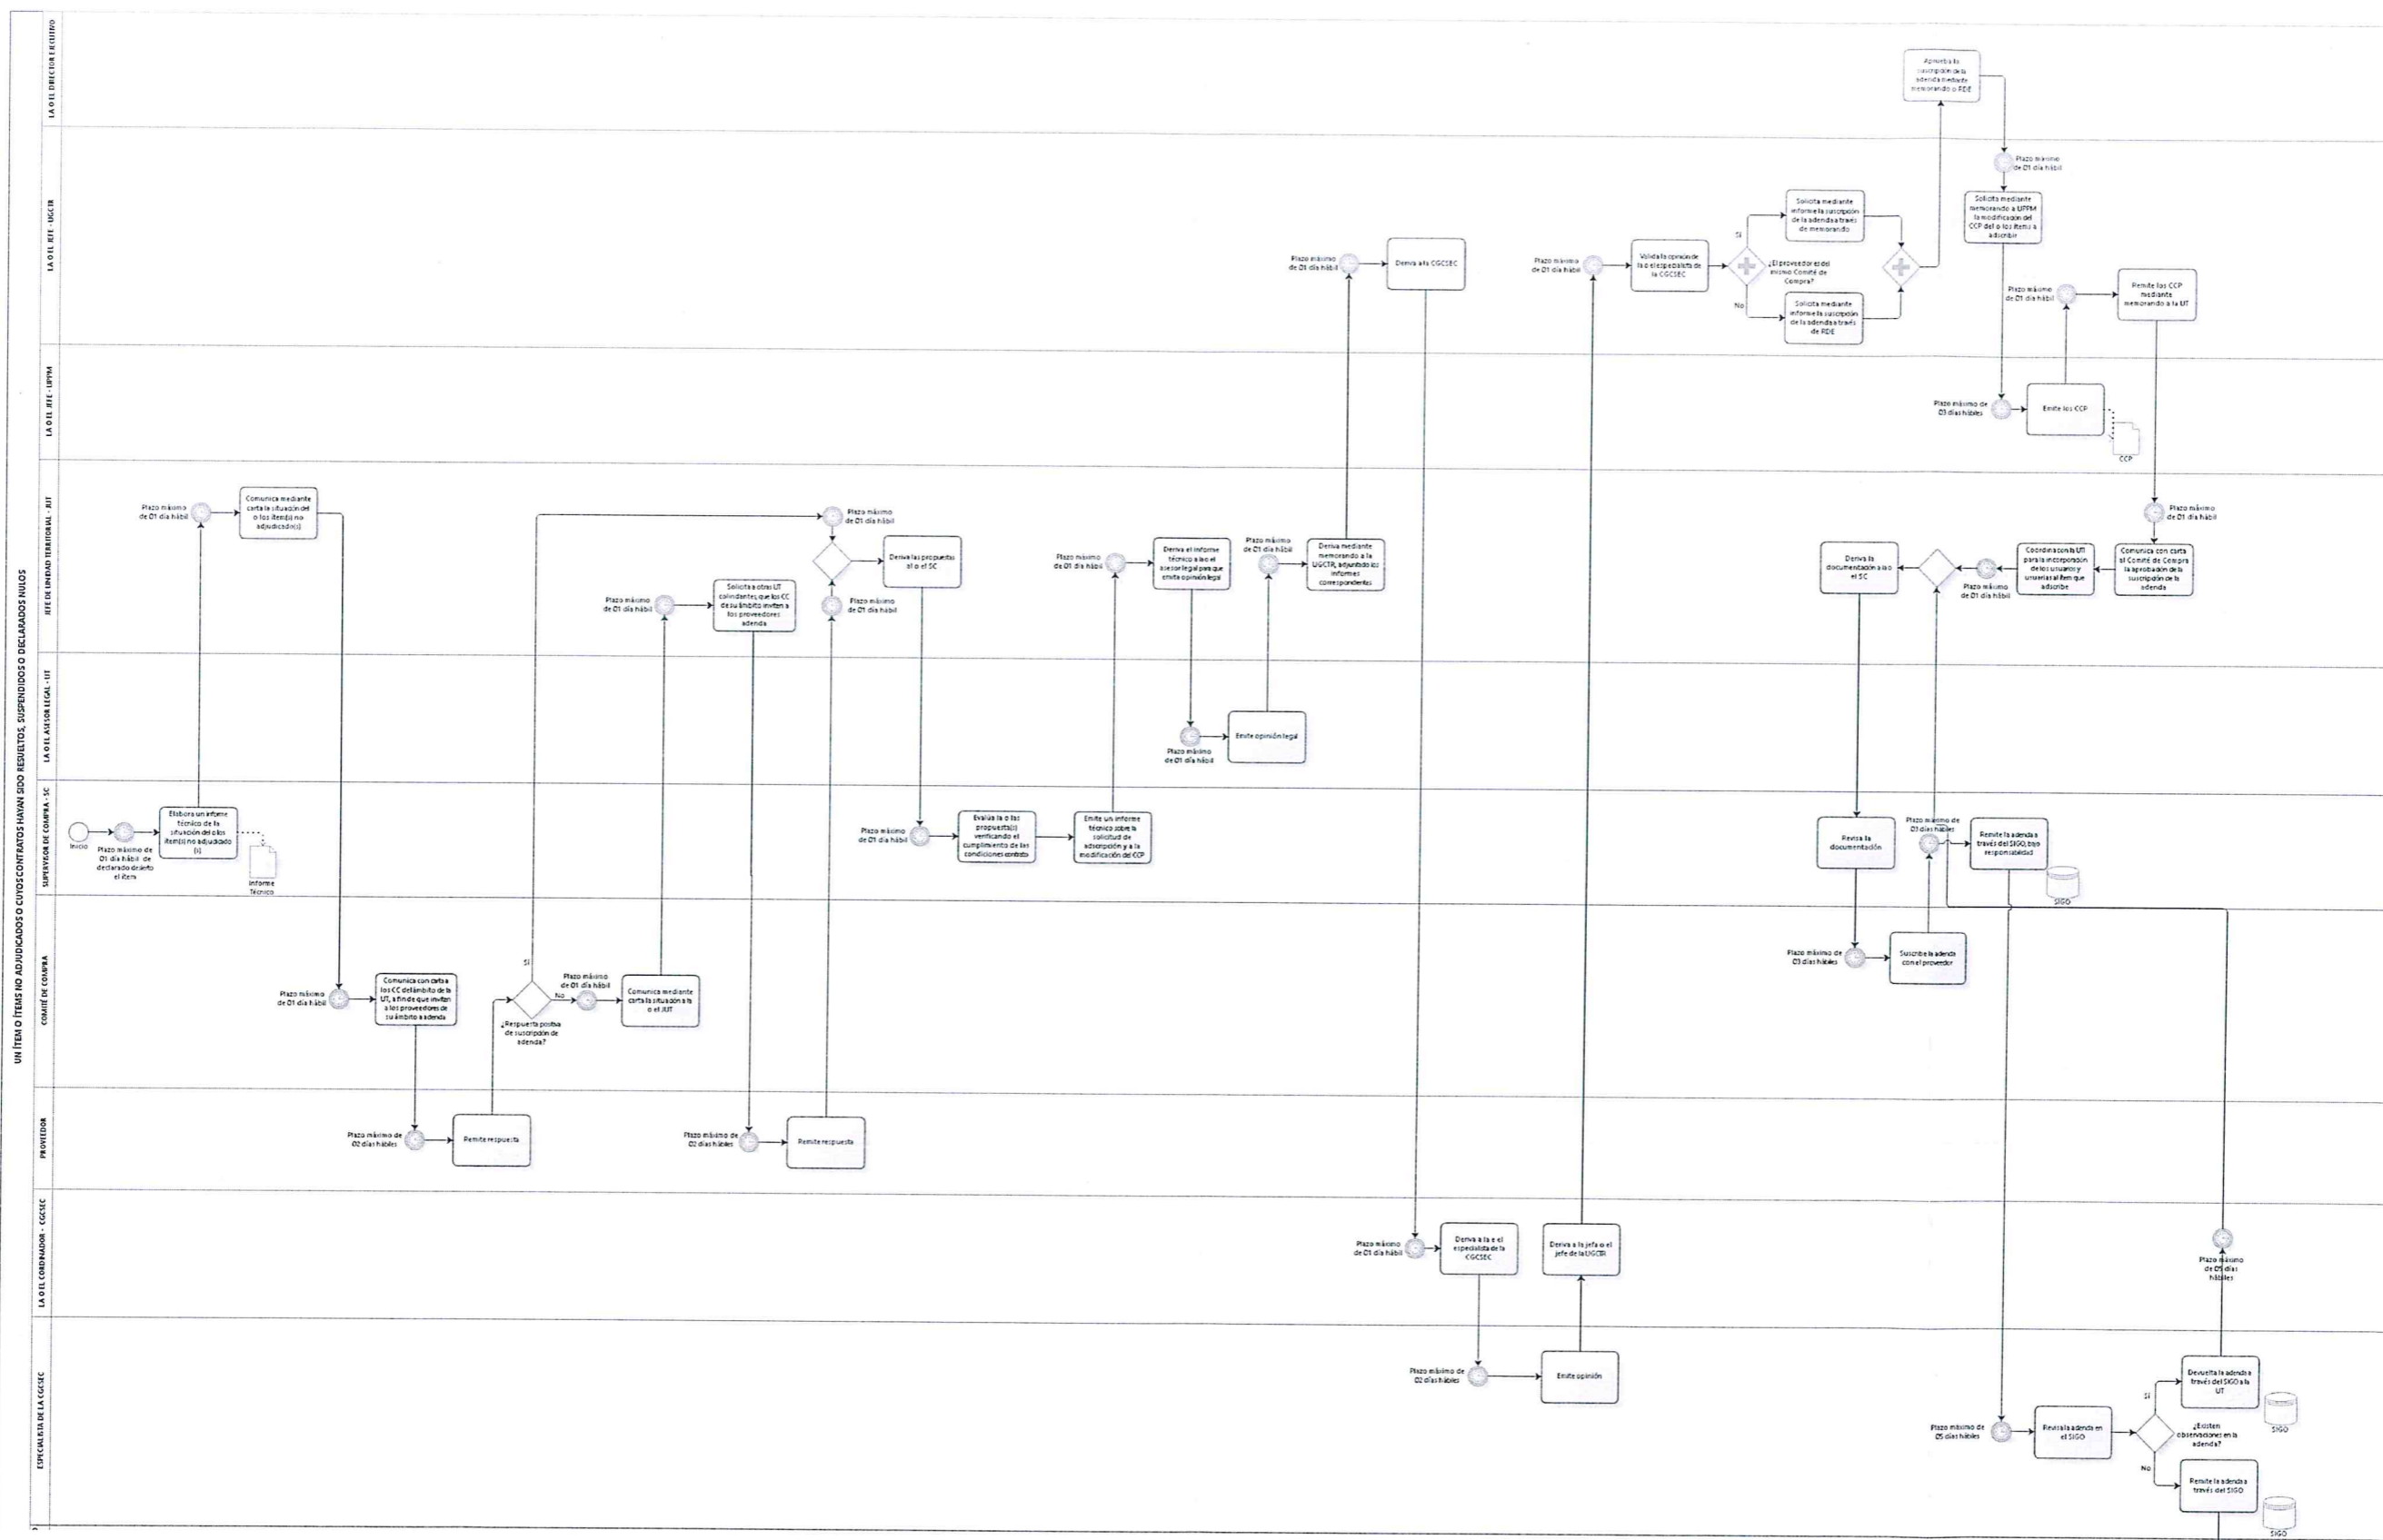 UN ÍTEM O ÍTEMS NO ADJUDICADO O CUYOS CONTRATOS HAYAN SIDO RESUELTOS, SUSPENDIDOS O DECLARADOS NULOS
LA O EL DIRECTOR EJECUTIVO
Aprueba la
suscripción de la
adenda mediante
memorando o RDE
LA O EL JEFE - UGCTR
Plazo máximo
de 01 día hábil
Deriva a la CGCSEC
Plazo máximo
de 01 día hábil
Valida la opinión de
la o el especialista de
la CGCSEC
Sí
¿El proveedor es del
mismo Comité de
Compra?
No
Solicita mediante
informe la suscripción
de la adenda a través
de memorando
Solicita mediante
informe la suscripción
de la adenda a través
de RDE
Plazo máximo
de 01 día hábil
Solicita mediante
memorando a UPPM
la modificación del
CCP del o los ítems a
adscribir
Plazo máximo
de 01 día hábil
Remite los CCP
mediante
memorando a la UT
LA O EL JEFE - UPPM
Plazo máximo de
03 días hábiles
Emite los CCP
CCP
JEFE DE UNIDAD TERRITORIAL - JUT
Plazo máximo
de 01 día hábil
Comunica mediante
carta la situación del
o los ítem(s) no
adjudicado(s)
Plazo máximo
de 01 día hábil
Solicita a otras UT
colindantes, que los CC
de su ámbito inviten a
los proveedores
adenda
Plazo máximo
de 01 día hábil
Plazo máximo
de 01 día hábil
Deriva las propuestas
al o el SC
Plazo máximo
de 01 día hábil
Deriva el informe
técnico a la o el
asesor legal para que
emita opinión legal
Plazo máximo
de 01 día hábil
Deriva mediante
memorando a la
UGCTR, adjuntado los
informes
correspondientes
Deriva la
documentación a la o
el SC
Plazo máximo
de 01 día hábil
Coordina con la UTI
para la incorporación
de los usuarios y
usuarias al ítem que
adscribe
Plazo máximo
de 01 día hábil
Comunica con carta
al Comité de Compra
la aprobación de la
suscripción de la
adenda
LA O EL ASESOR LEGAL - UT
Plazo máximo
de 01 día hábil
Emite opinión legal
SUPERVISOR DE COMPRA - SC
Inicio
Plazo máximo de
01 día hábil de
declarado desierto
el ítem
Elabora un informe
técnico de la
situación del o los
ítem(s) no adjudicado
(s)
Informe
Técnico
Plazo máximo
de 01 día hábil
Evalúa la o las
propuesta(s)
verificando el
cumplimiento de las
condiciones contrato
Emite un informe
técnico sobre la
solicitud de
adscripción y a la
modificación del CCP
Revisa la
documentación
Plazo máximo de
03 días hábiles
Remite la adenda a
través del SIGO, bajo
responsabilidad
SIGO
COMITÉ DE COMPRA
Plazo máximo
de 01 día hábil
Comunica con carta a
los CC del ámbito de la
UT, a fin de que inviten
a los proveedores de
su ámbito a adenda
Sí
¿Respuesta positiva
de suscripción de
adenda?
No
Plazo máximo
de 01 día hábil
Comunica mediante
carta la situación a la
o el JUT
Plazo máximo de
03 días hábiles
Suscribe la adenda
con el proveedor
PROVEEDOR
Plazo máximo de
02 días hábiles
Remite respuesta
Plazo máximo de
02 días hábiles
Remite respuesta
LA O EL CORDINADOR - CGCSEC
Plazo máximo
de 01 día hábil
Deriva a la e el
especialista de la
CGCSEC
Deriva a la jefa o el
jefe de la UGCTR
Plazo máximo
de 05 días
hábiles
ESPECIALISTA DE LA CGCSEC
Plazo máximo de
02 días hábiles
Emite opinión
Plazo máximo de
05 días hábiles
Revisa la adenda en
el SIGO
Sí
¿Existen
observaciones en la
adenda?
No
Devuelta la adenda a
través del SIGO a la
UT
SIGO
Remite la adenda a
través del SIGO
SIGO